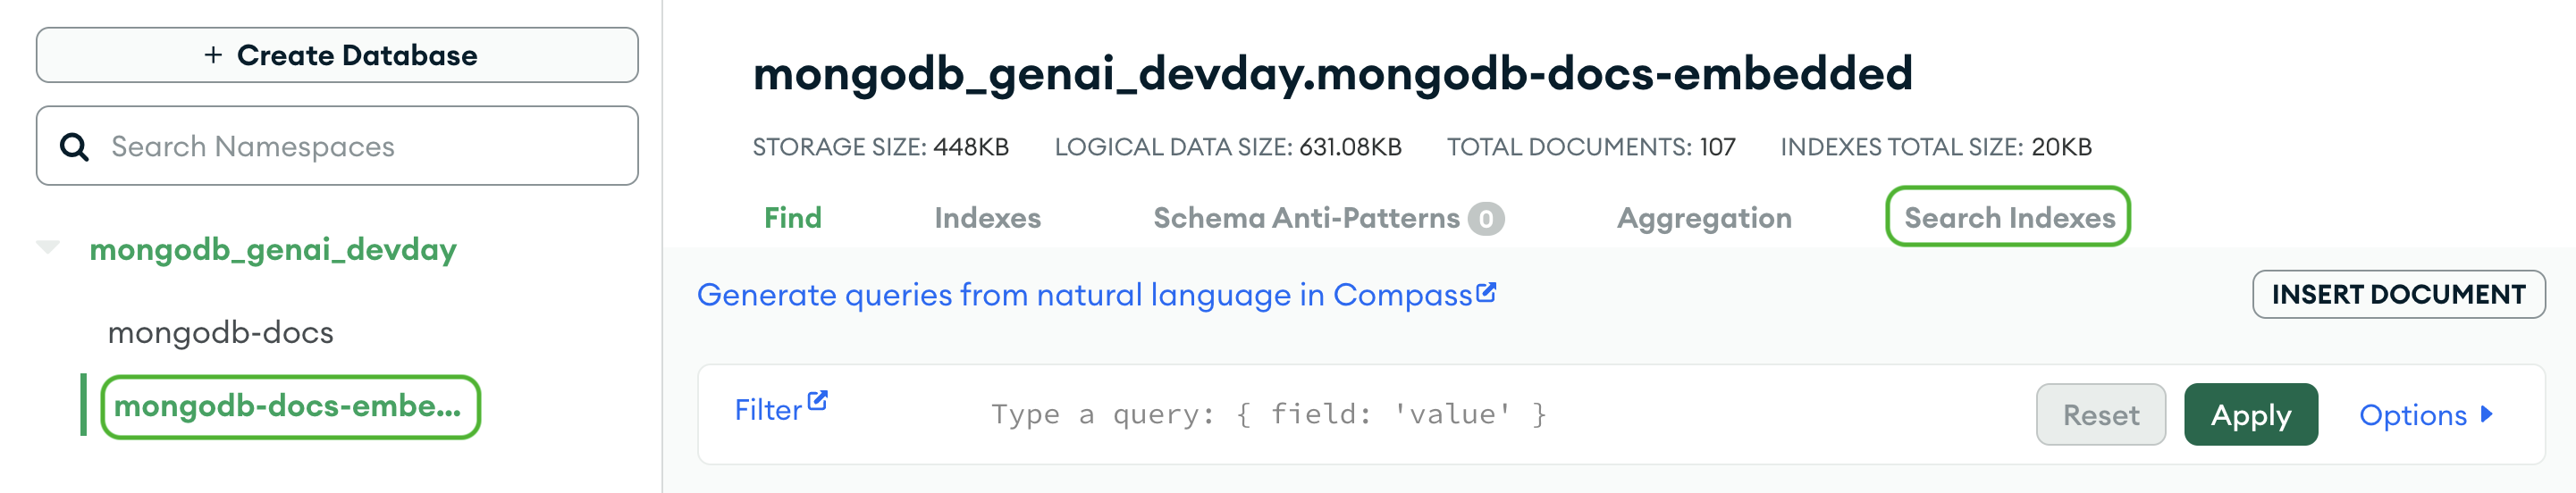 + Create Database
Search Namespaces
mongodb_genai_devday
mongodb-docs
mongodb-docs-embe...
mongodb_genai_devday.mongodb-docs-embedded
STORAGE SIZE: 448KB LOGICAL DATA SIZE: 631.08KB TOTAL DOCUMENTS: 107 INDEXES TOTAL SIZE: 20KB
Find Indexes Schema Anti-Patterns 0 Aggregation Search Indexes
Generate queries from natural language in Compass
INSERT DOCUMENT
Filter Type a query: { field: 'value' } Reset Apply Options